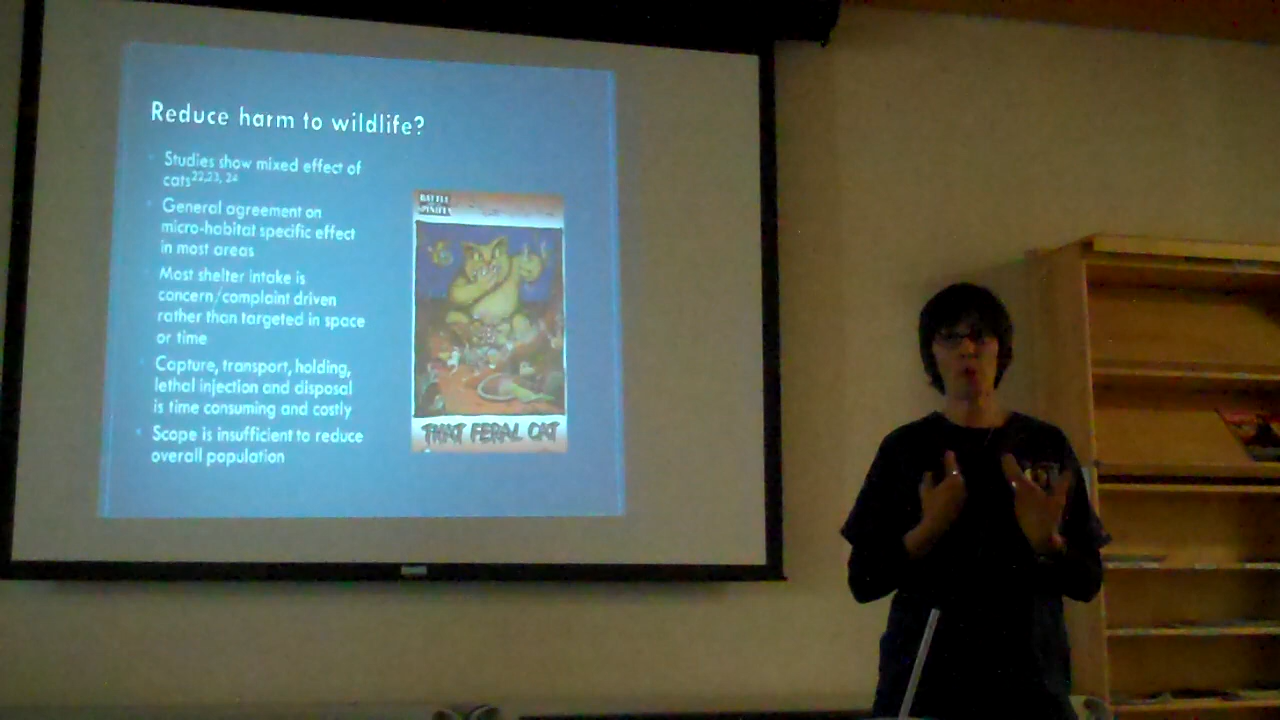 Reduce harm to wildlife?
Studies show mixed effect of
cats22,23, 24
General agreement on
micro-habitat specific effect
in most areas
Most shelter intake is
concern/complaint driven
rather than targeted in space
or time
Capture, transport, holding,
lethal injection and disposal
is time consuming and costly
Scope is insufficient to reduce
overall population
BATTLE
SPECIES
THAT FERAL CAT